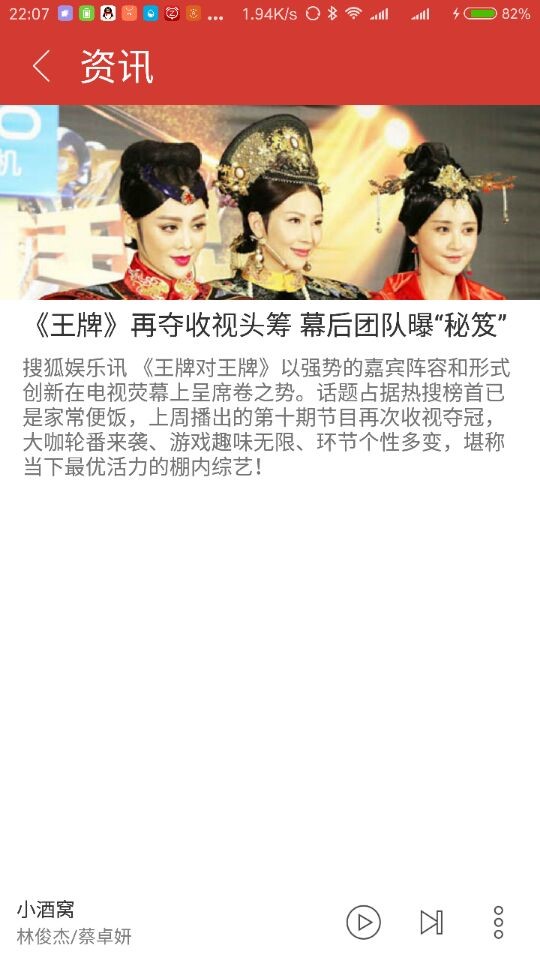 22:07 ... 1.94K/s 82%
资讯
O
机
《王牌》再夺收视头筹 幕后团队曝“秘笈”
搜狐娱乐讯 《王牌对王牌》以强势的嘉宾阵容和形式
创新在电视荧幕上呈席卷之势。话题占据热搜榜首已
是家常便饭，上周播出的第十期节目再次收视夺冠，
大咖轮番来袭、游戏趣味无限、环节个性多变，堪称
当下最优活力的棚内综艺！
小酒窝
林俊杰/蔡卓妍